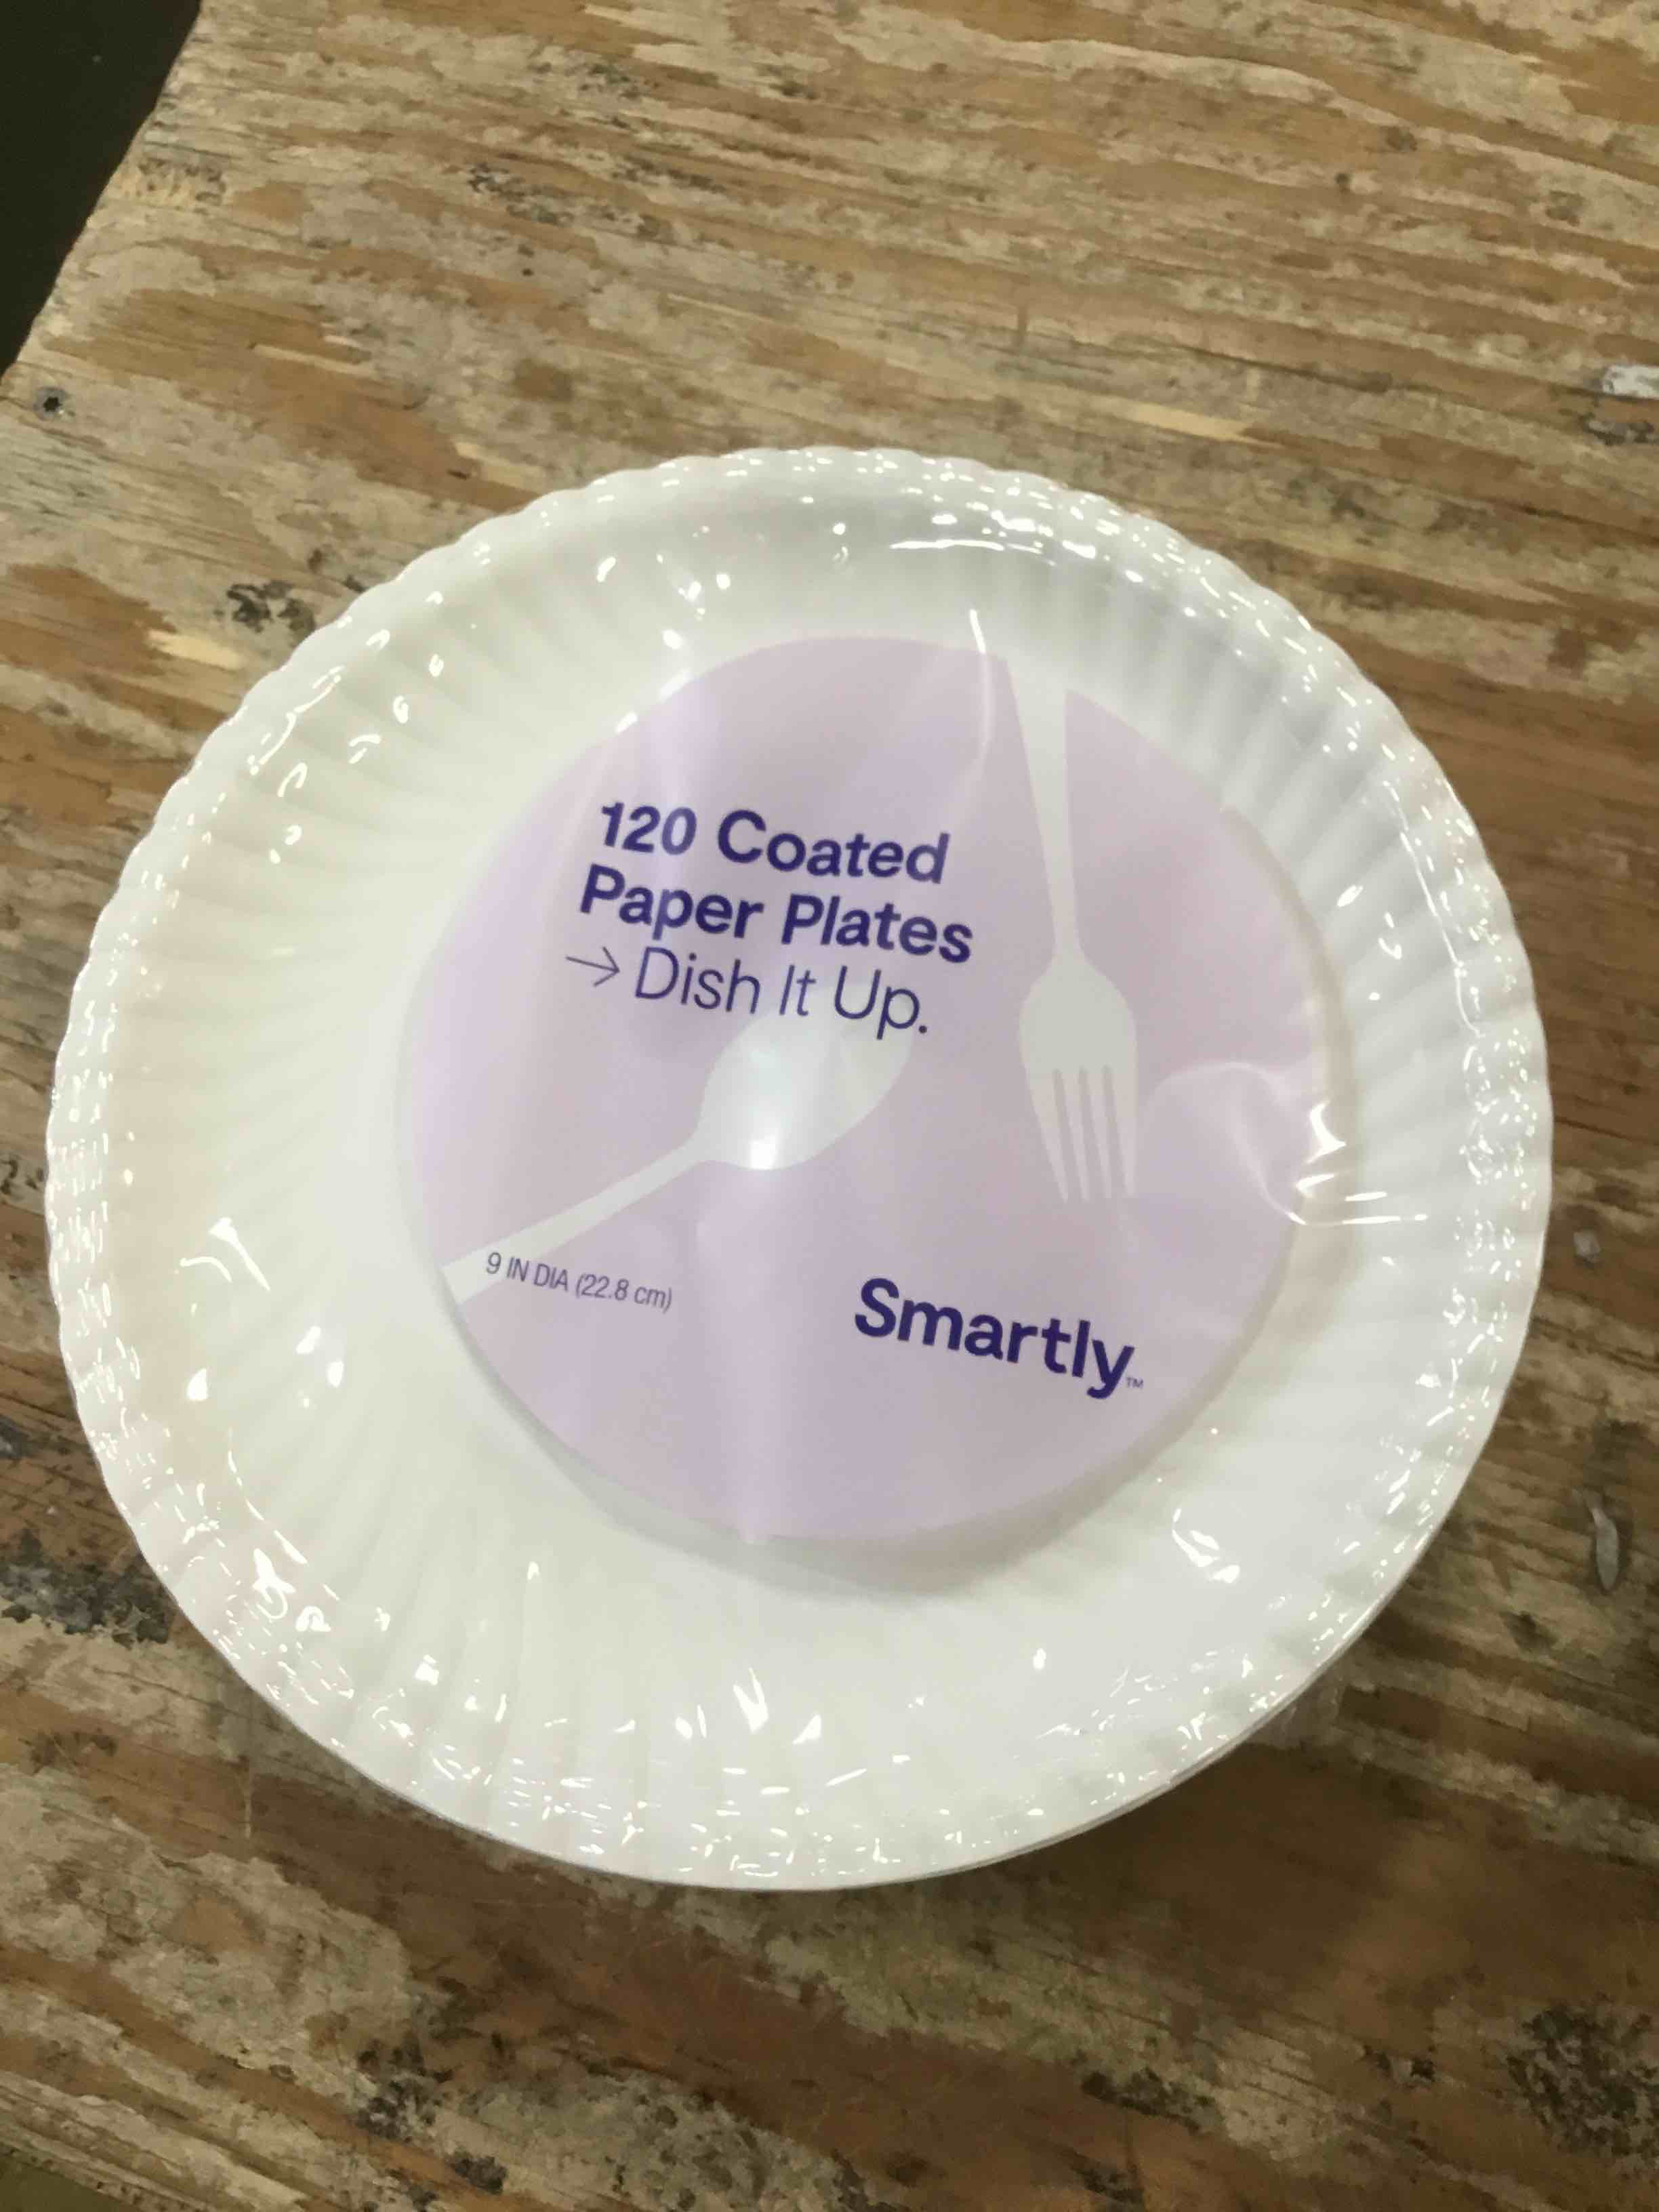 120 Coated
Paper Plates
→ Dish It Up.
9 IN DIA (22.8 cm)
Smartly™